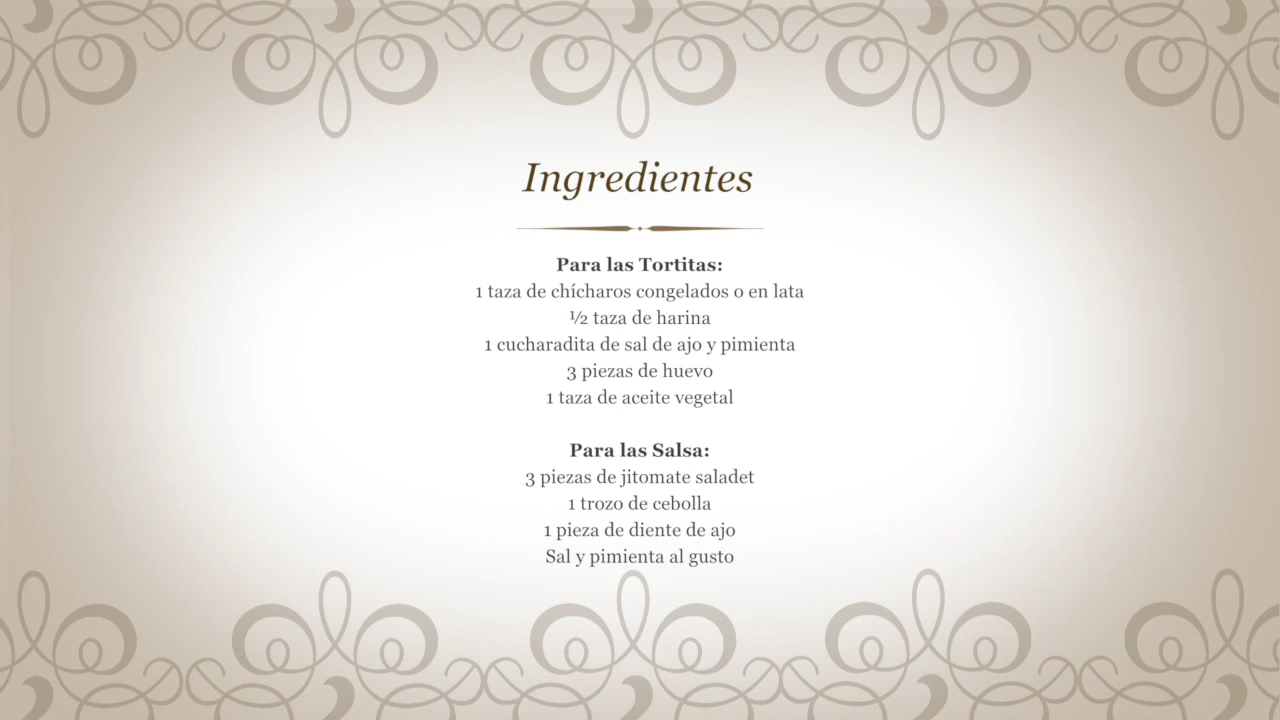 Ingredientes
Para las Tortitas:
1 taza de chícharos congelados o en lata
½ taza de harina
1 cucharadita de sal de ajo y pimienta
3 piezas de huevo
1 taza de aceite vegetal
Para las Salsa:
3 piezas de jitomate saladet
1 trozo de cebolla
1 pieza de diente de ajo
Sal y pimienta al gusto